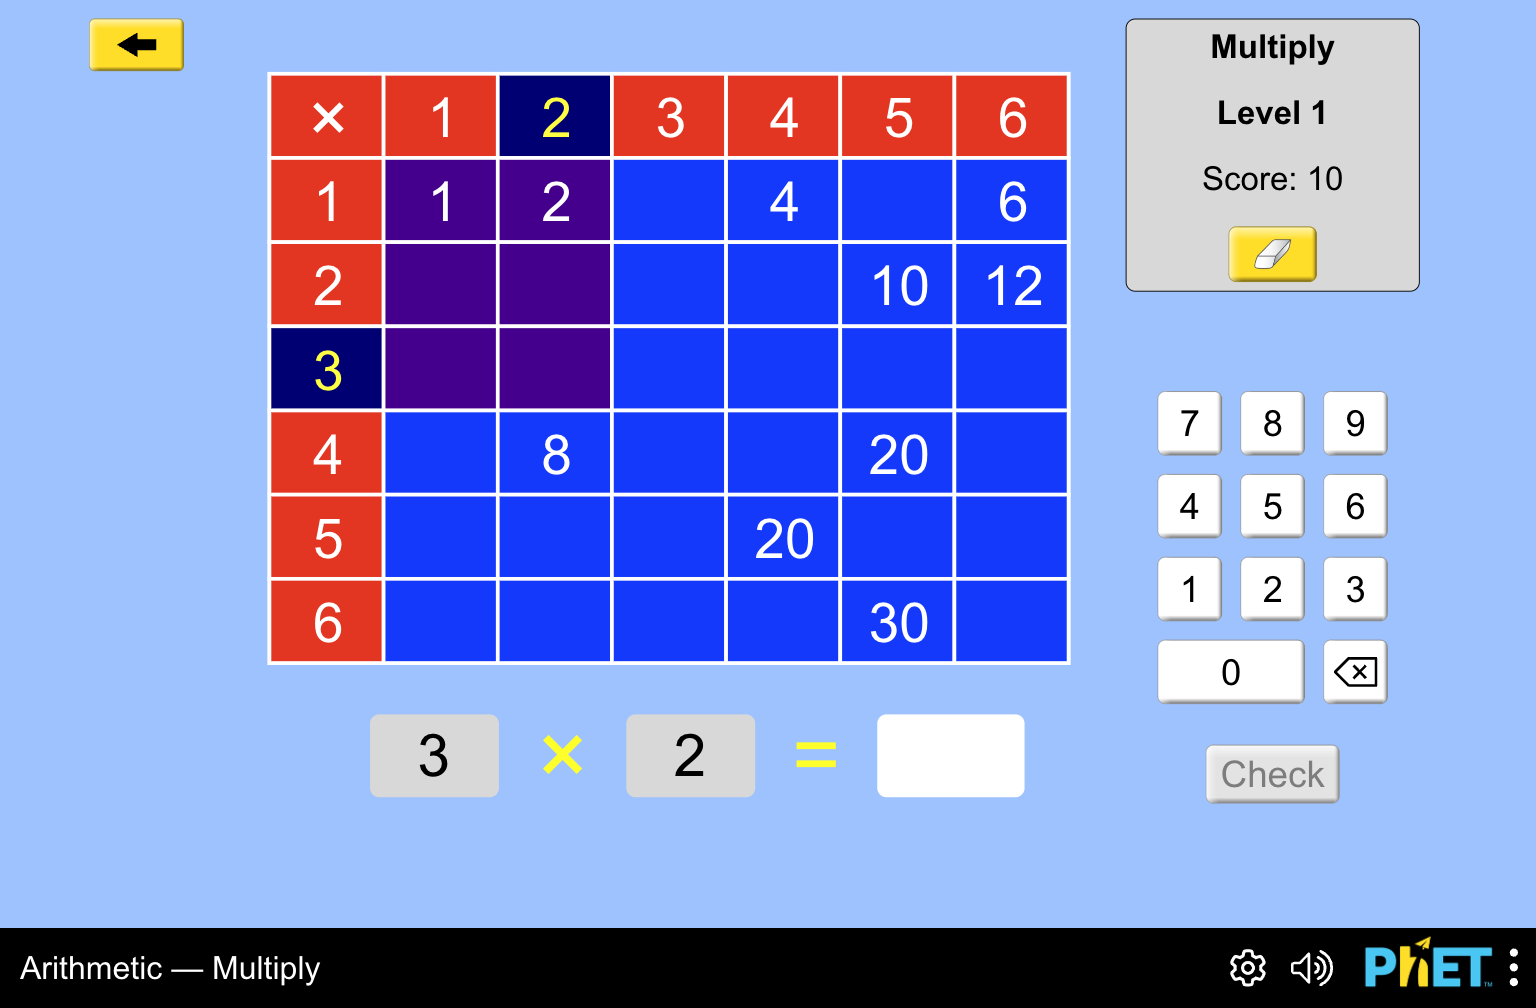 Multiply
Level 1
Score: 10
× 1 2 3 4 5 6
1 1 2 4 6
2 10 12
3
4 8 20
5 20
6 30
7 8 9
4 5 6
1 2 3
0
3 × 2 =
Check
Arithmetic — Multiply
PhET™